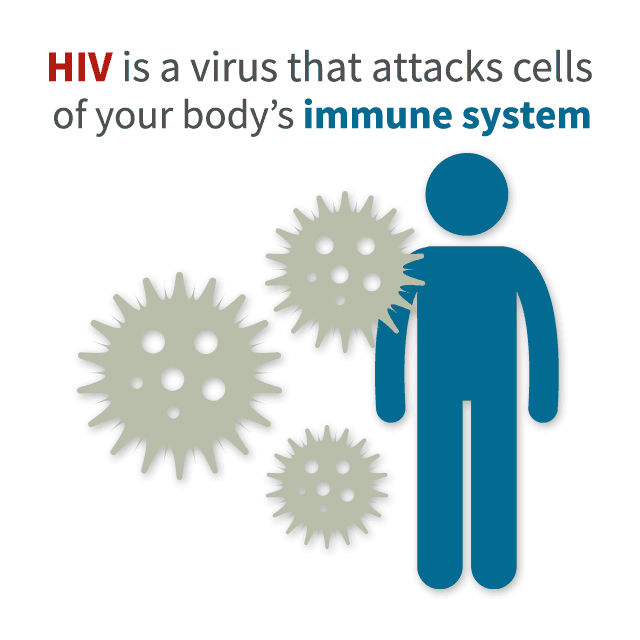 HIV is a virus that attacks cells
of your body’s immune system